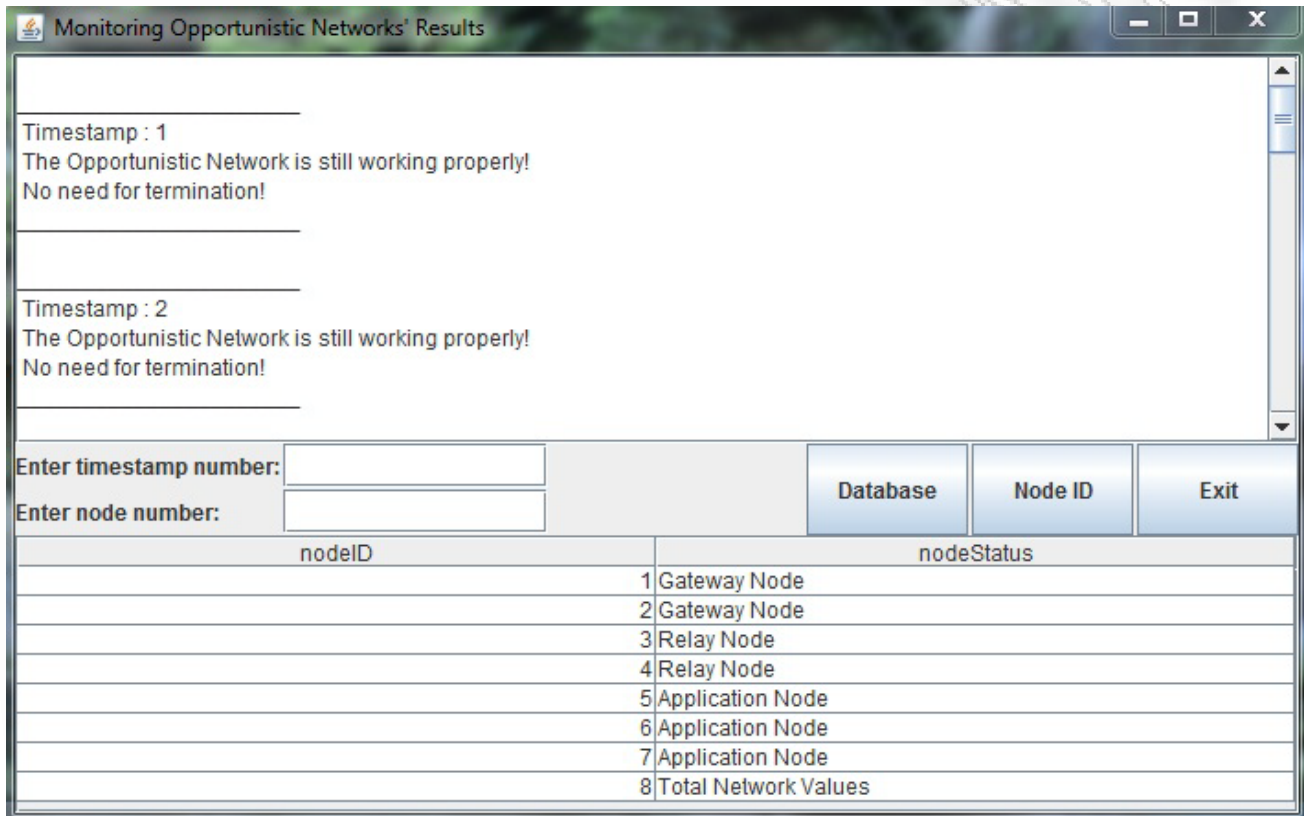 Monitoring Opportunistic Networks' Results
Timestamp : 1
The Opportunistic Network is still working properly!
No need for termination!
Timestamp : 2
The Opportunistic Network is still working properly!
No need for termination!
Enter timestamp number:
Enter node number:
Database Node ID Exit
nodeID nodeStatus
1 Gateway Node
2 Gateway Node
3 Relay Node
4 Relay Node
5 Application Node
6 Application Node
7 Application Node
8 Total Network Values